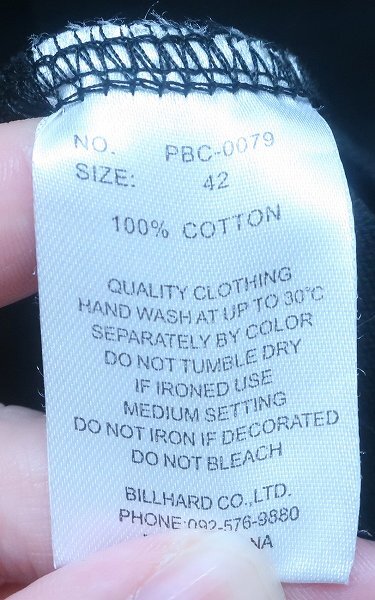 NO. PBC-0079
SIZE: 42
100% COTTON
QUALITY CLOTHING
HAND WASH AT UP TO 30°C
SEPARATELY BY COLOR
DO NOT TUMBLE DRY
IF IRONED USE
MEDIUM SETTING
DO NOT IRON IF DECORATED
DO NOT BLEACH
BILLHARD CO.,LTD.
PHONE:092-576-9880